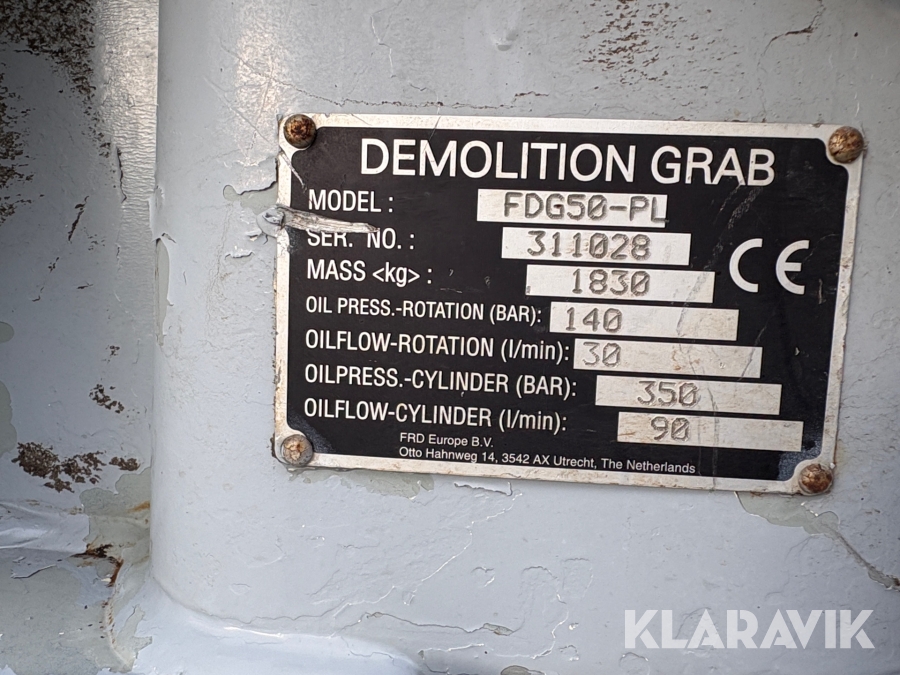 DEMOLITION GRAB
MODEL : FDG50-PL
SER. NO. : 311028
MASS <kg> : 1830
OIL PRESS.-ROTATION (BAR): 140
OILFLOW-ROTATION (l/min): 30
OILPRESS.-CYLINDER (BAR): 350
OILFLOW-CYLINDER (l/min): 90
CE
FRD Europe B.V.
Otto Hahnweg 14, 3542 AX Utrecht, The Netherlands
KLARAVIK